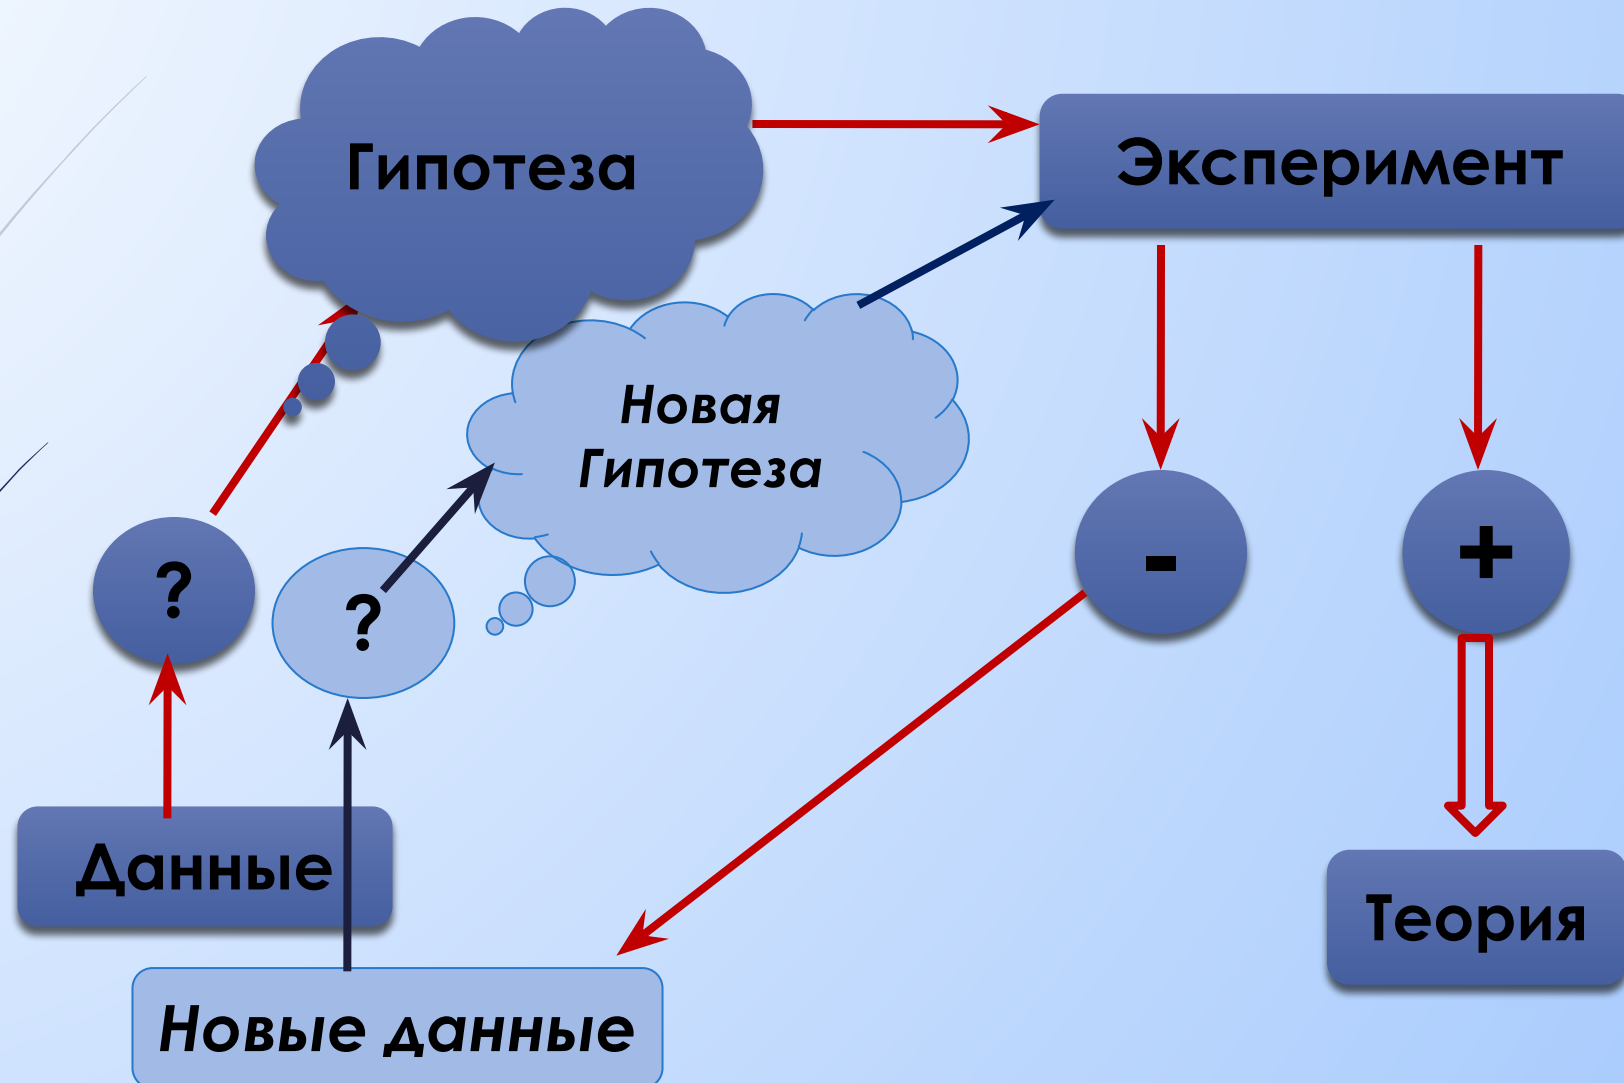 Гипотеза
Эксперимент
Новая
Гипотеза
?
?
-
+
Данные
Теория
Новые данные